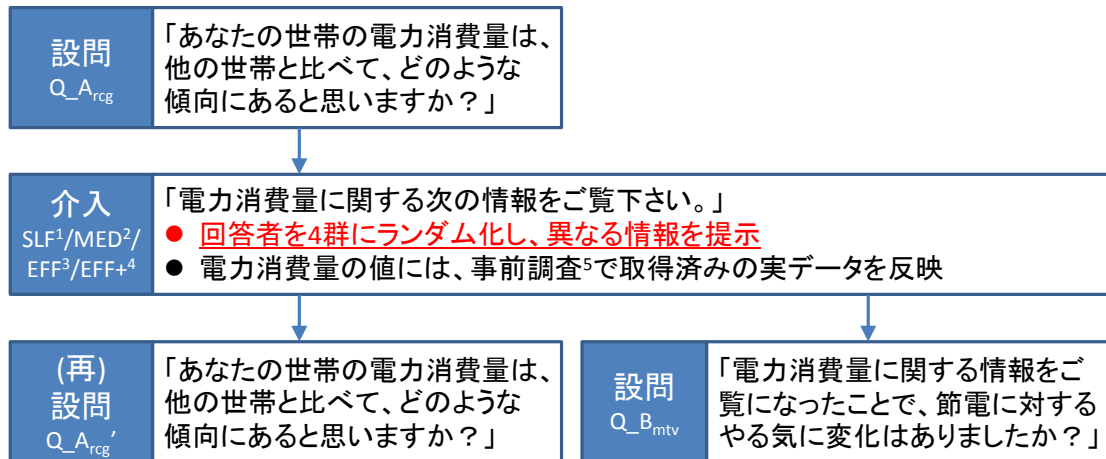 設問
Q_Arcg
「あなたの世帯の電力消費量は、
他の世帯と比べて、どのような
傾向にあると思いますか？」
介入
SLF1/MED2/
EFF3/EFF+4
「電力消費量に関する次の情報をご覧下さい。」
● 回答者を4群にランダム化し、異なる情報を提示
● 電力消費量の値には、事前調査5で取得済みの実データを反映
(再)
設問
Q_Arcg′
「あなたの世帯の電力消費量は、
他の世帯と比べて、どのような
傾向にあると思いますか？」
設問
Q_Bmtv
「電力消費量に関する情報をご
覧になったことで、節電に対する
やる気に変化はありましたか？」